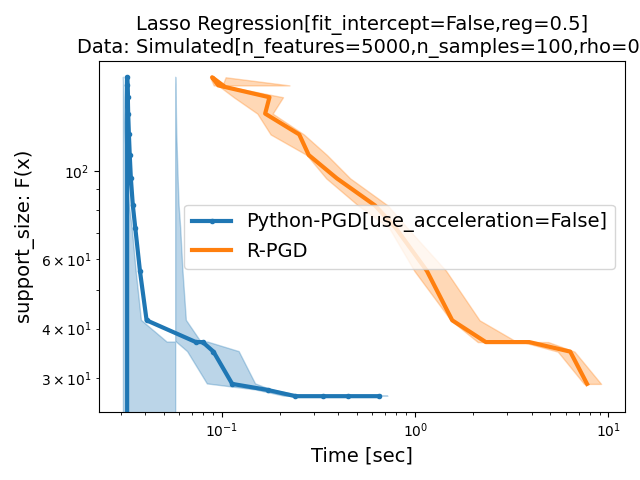 Lasso Regression[fit_intercept=False,reg=0.5]
Data: Simulated[n_features=5000,n_samples=100,rho=0
support_size: F(x)
10²
6 × 10¹
4 × 10¹
3 × 10¹
Python-PGD[use_acceleration=False]
R-PGD
10⁻¹
10⁰
10¹
Time [sec]